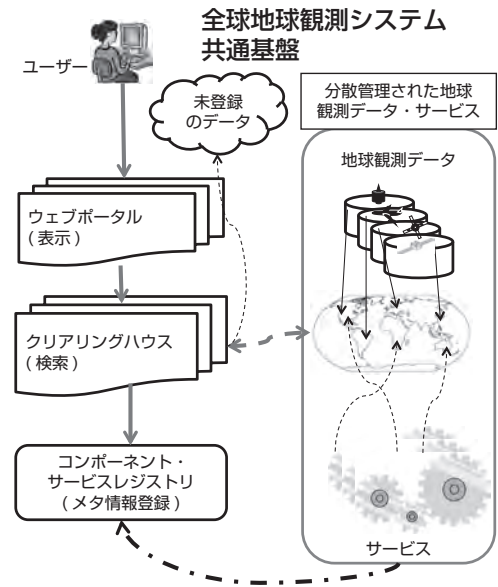 全球地球観測システム
共通基盤
ユーザー
未登録
のデータ
分散管理された地球
観測データ・サービス
地球観測データ
ウェブポータル
( 表示 )
クリアリングハウス
( 検索 )
コンポーネント・
サービスレジストリ
( メタ情報登録 )
サービス